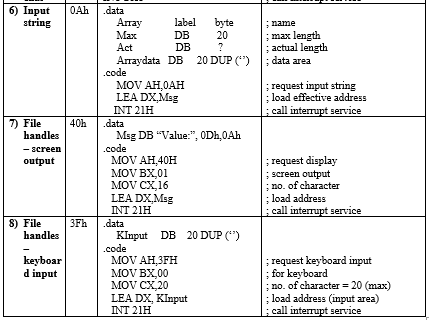 6) Input string 0Ah .data
Array label byte ; name
Max DB 20 ; max length
Act DB ? ; actual length
Arraydata DB 20 DUP (‘’) ; data area
.code
MOV AH,0AH ; request input string
LEA DX,Msg ; load effective address
INT 21H ; call interrupt service
7) File handles – screen output 40h .data
Msg DB “Value:”, 0Dh,0Ah
.code
MOV AH,40H ; request display
MOV BX,01 ; screen output
MOV CX,16 ; no. of character
LEA DX,Msg ; load address
INT 21H ; call interrupt service
8) File handles – keyboard input 3Fh .data
KInput DB 20 DUP (‘’)
.code
MOV AH,3FH ; request keyboard input
MOV BX,00 ; for keyboard
MOV CX,20 ; no. of character = 20 (max)
LEA DX, KInput ; load address (input area)
INT 21H ; call interrupt service